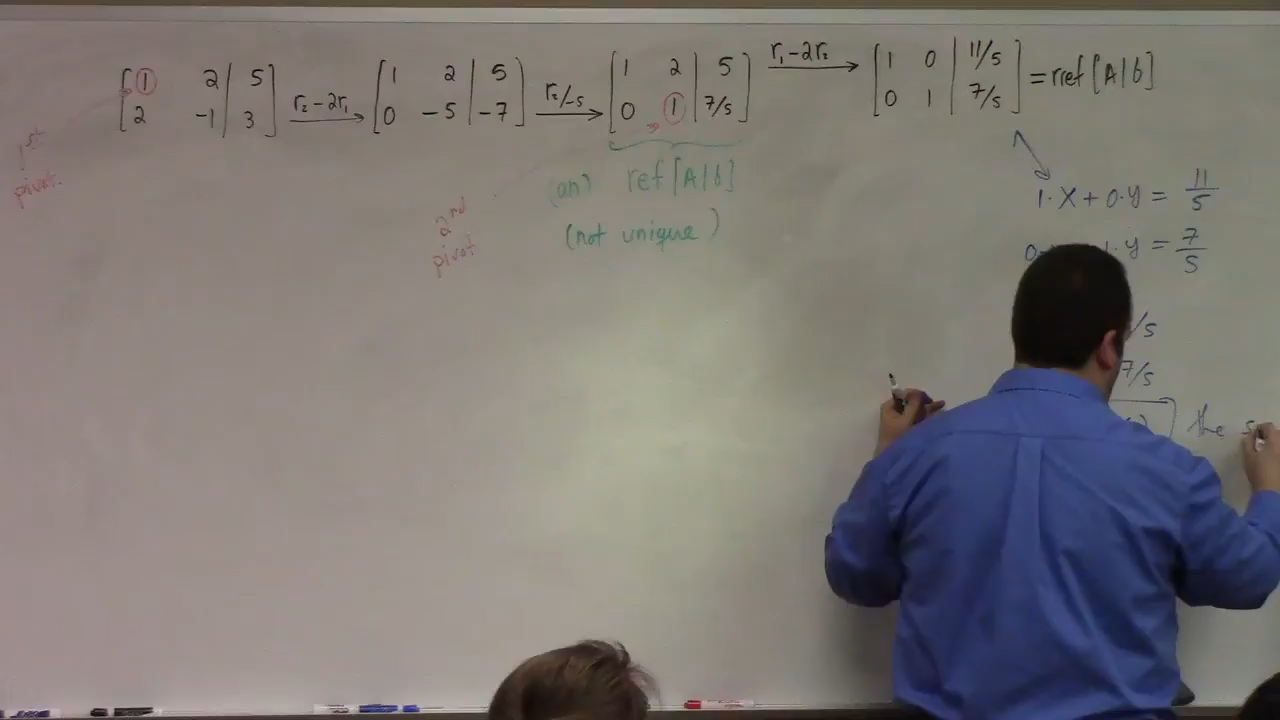 [ 1 2 | 5 ] [ 1 2 | 5 ] [ 1 2 | 5 ] r₁-2r₂ [ 1 0 | 11/5 ] = rref [A|b]
[ 2 -1 | 3 ] r₂-2r₁ [ 0 -5 | -7 ] r₂/-5 [ 0 1 | 7/5 ] [ 0 1 | 7/5 ]
1st
pivot.
2nd
pivot
(an) ref [A|b]
(not unique)
1·x + 0·y = 11/5
1·y = 7/5
/5
7/5
the